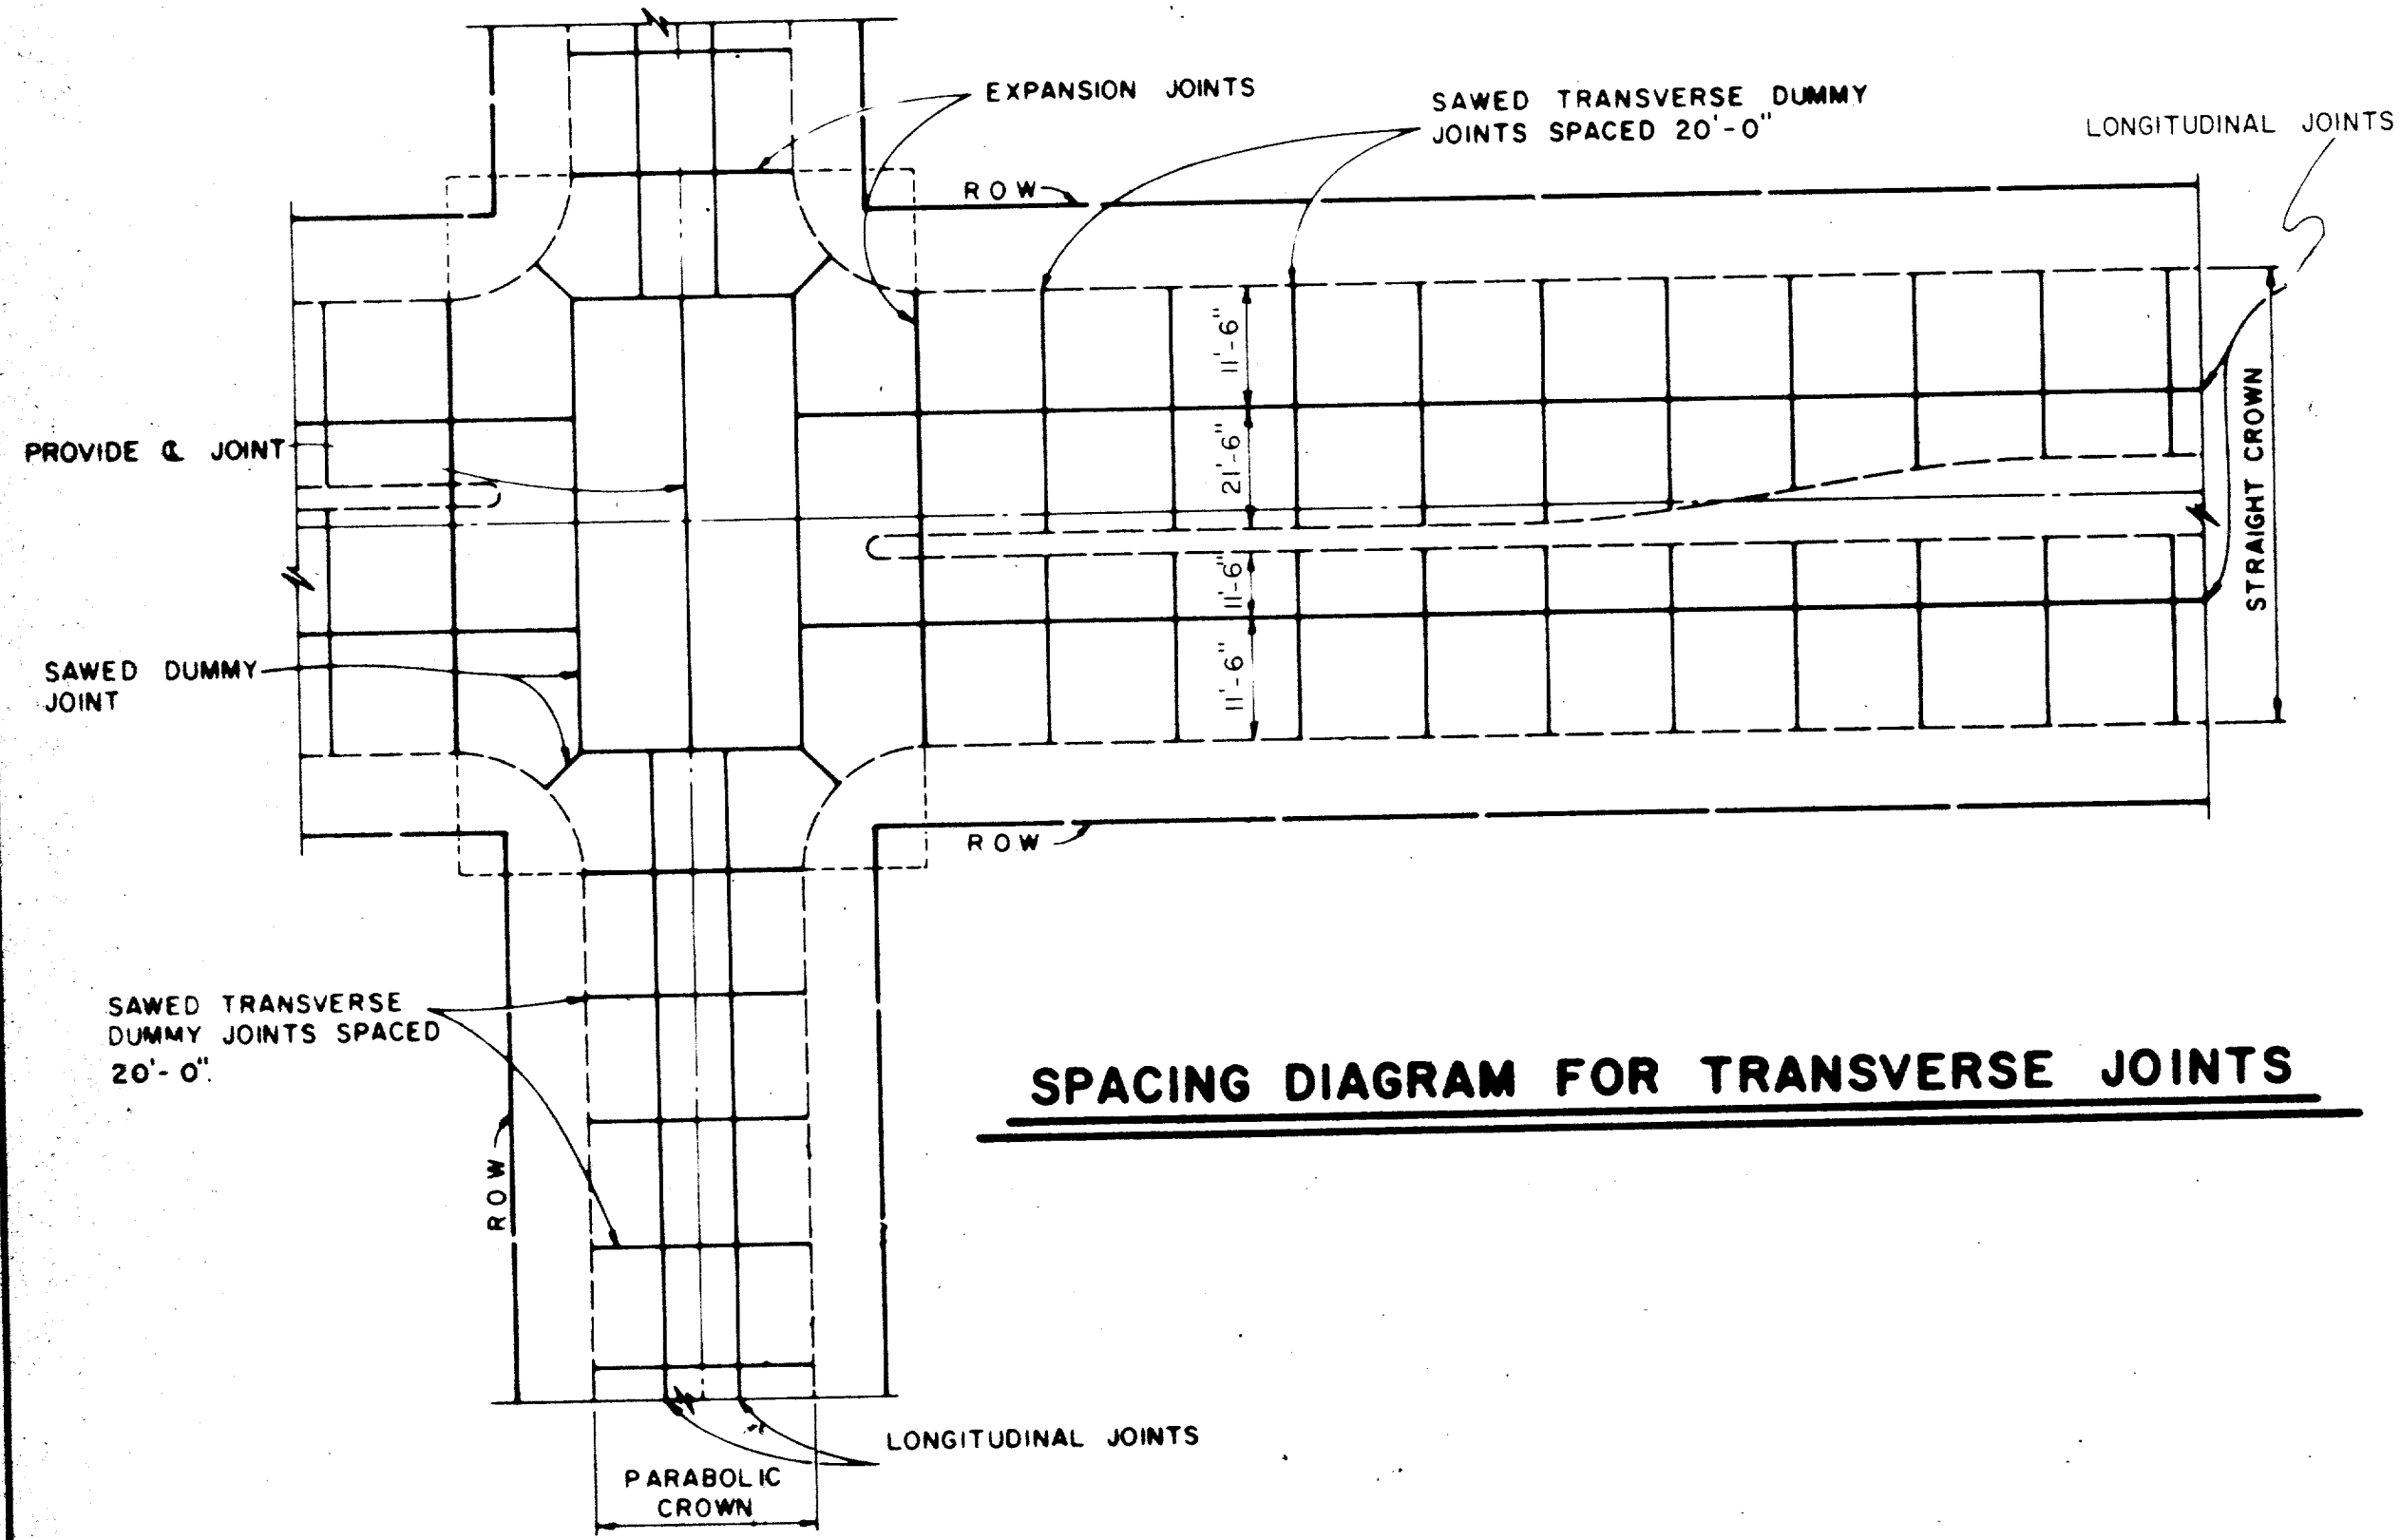 EXPANSION JOINTS
SAWED TRANSVERSE DUMMY
JOINTS SPACED 20'-0"
LONGITUDINAL JOINTS
ROW
11'-6"
21'-6"
11'-6"
11'-6"
STRAIGHT CROWN
PROVIDE ℄ JOINT
SAWED DUMMY
JOINT
ROW
SAWED TRANSVERSE
DUMMY JOINTS SPACED
20'-0".
ROW
SPACING DIAGRAM FOR TRANSVERSE JOINTS
LONGITUDINAL JOINTS
PARABOLIC
CROWN